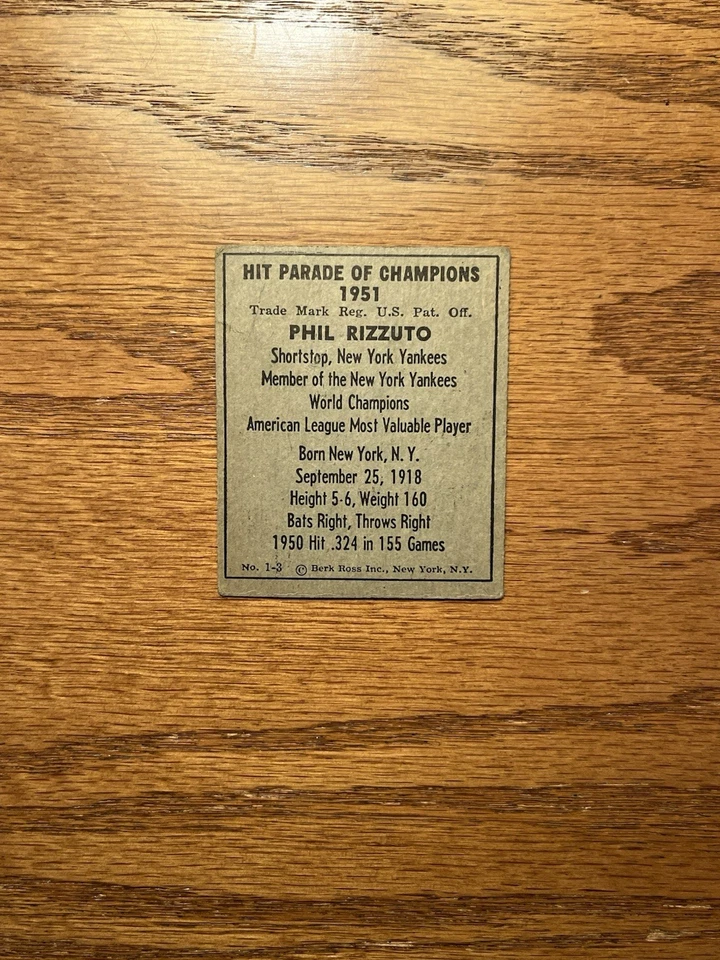 HIT PARADE OF CHAMPIONS
1951
Trade Mark Reg. U.S. Pat. Off.
PHIL RIZZUTO
Shortstop, New York Yankees
Member of the New York Yankees
World Champions
American League Most Valuable Player
Born New York, N. Y.
September 25, 1918
Height 5-6, Weight 160
Bats Right, Throws Right
1950 Hit .324 in 155 Games
No. 1-3 © Berk Ross Inc., New York, N.Y.